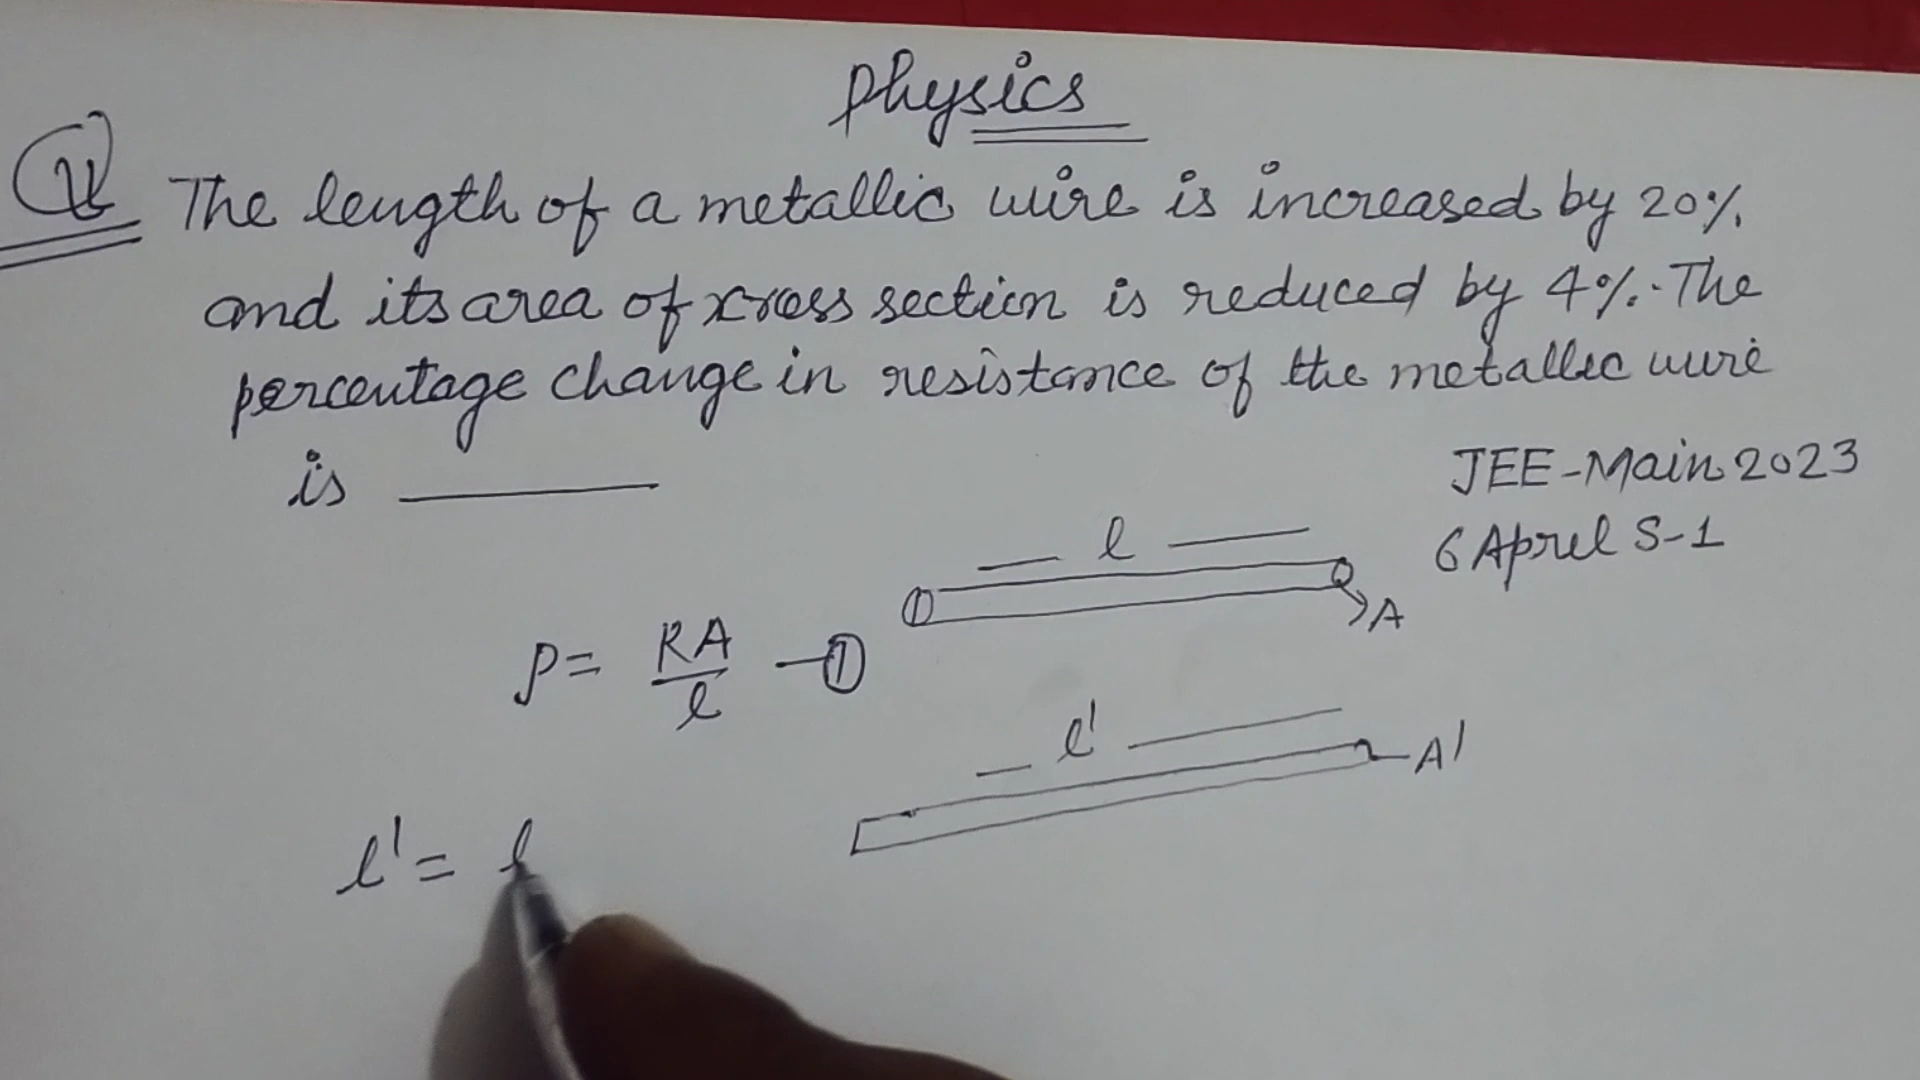 Physics
Q The length of a metallic wire is increased by 20%
and its area of cross section is reduced by 4%. The
percentage change in resistance of the metallic wire
is ______
JEE-Main 2023
6 April S-1
l
A
ρ = RA/l — ①
l'
A'
l' = l